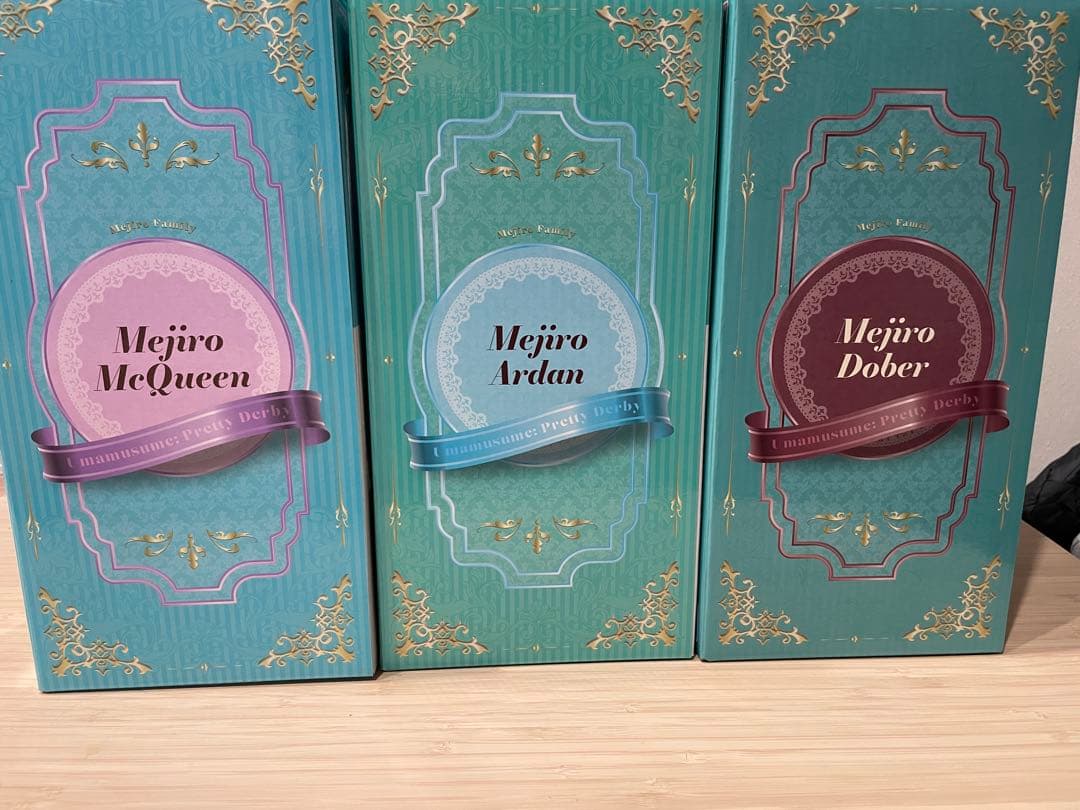 Mejiro Family
Mejiro
McQueen
Umamusume: Pretty Derby
Mejiro Family
Mejiro
Ardan
Umamusume: Pretty Derby
Mejiro Family
Mejiro
Dober
Umamusume: Pretty Derby